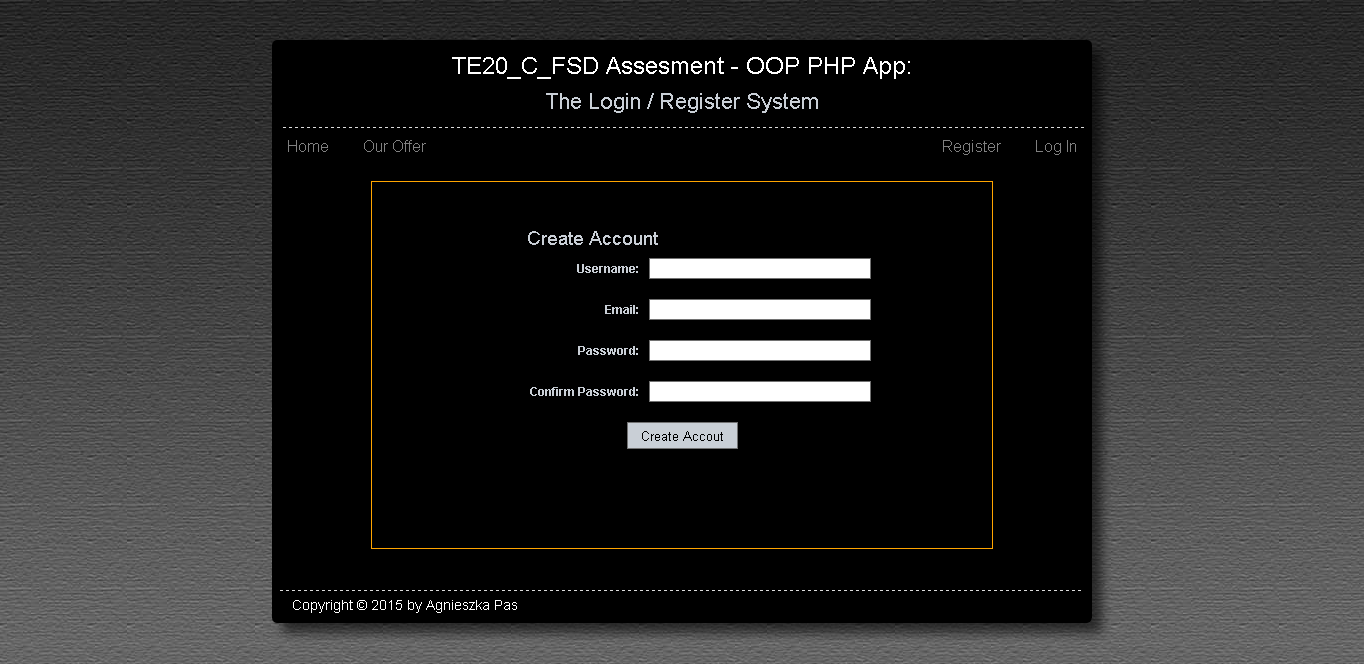 TE20_C_FSD Assesment - OOP PHP App:
The Login / Register System
Home Our Offer Register Log In
Create Account
Username:
Email:
Password:
Confirm Password:
Create Accout
Copyright © 2015 by Agnieszka Pas